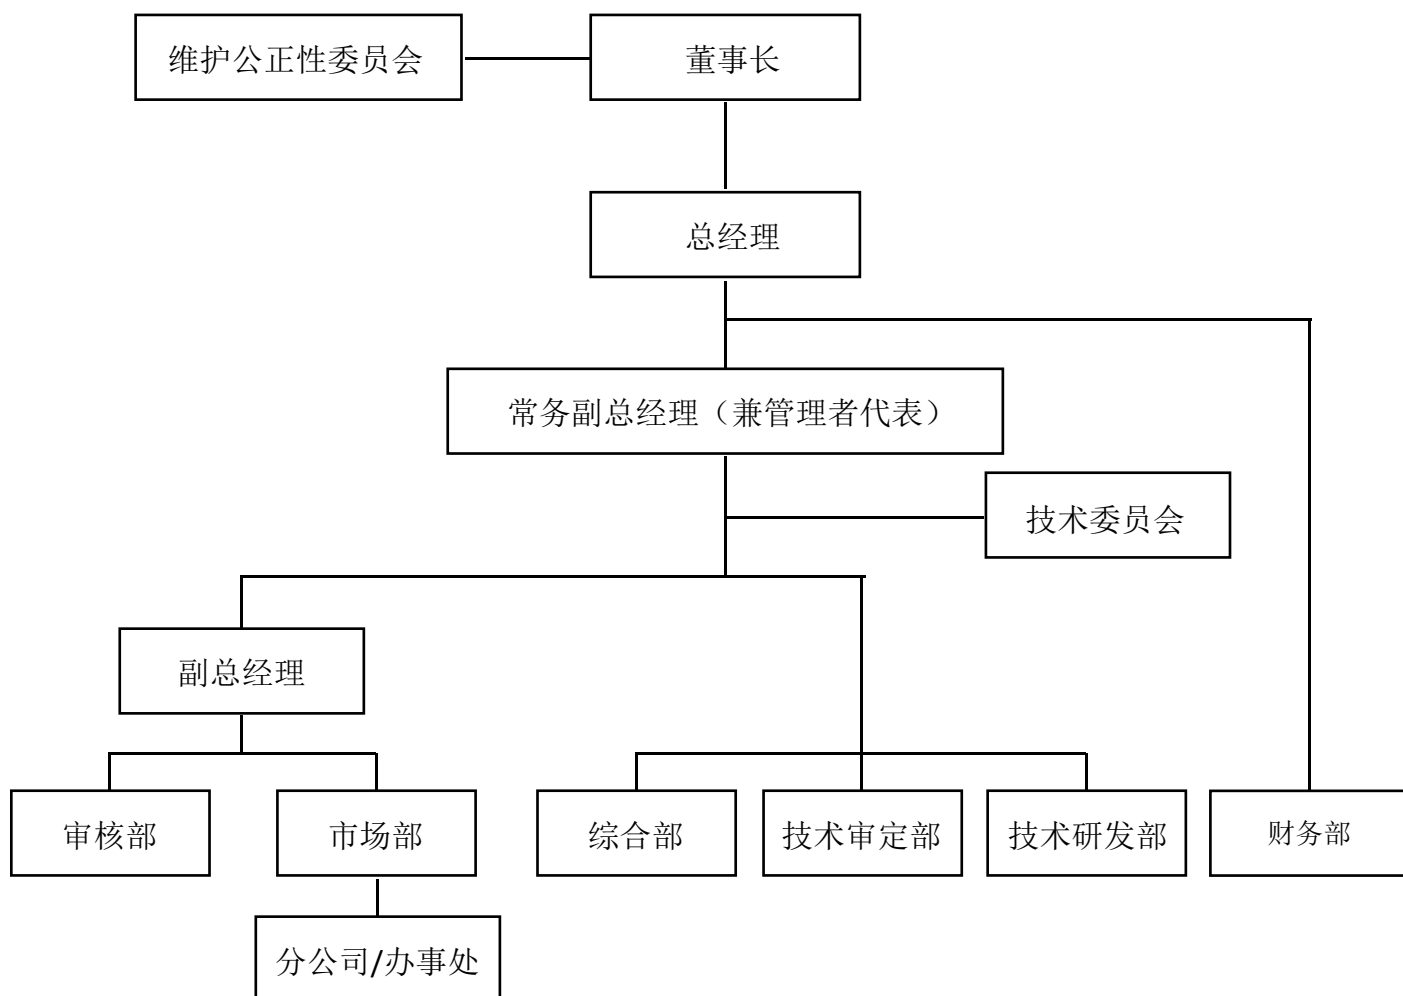 维护公正性委员会
董事长
总经理
常务副总经理（兼管理者代表）
技术委员会
副总经理
审核部
市场部
综合部
技术审定部
技术研发部
财务部
分公司/办事处